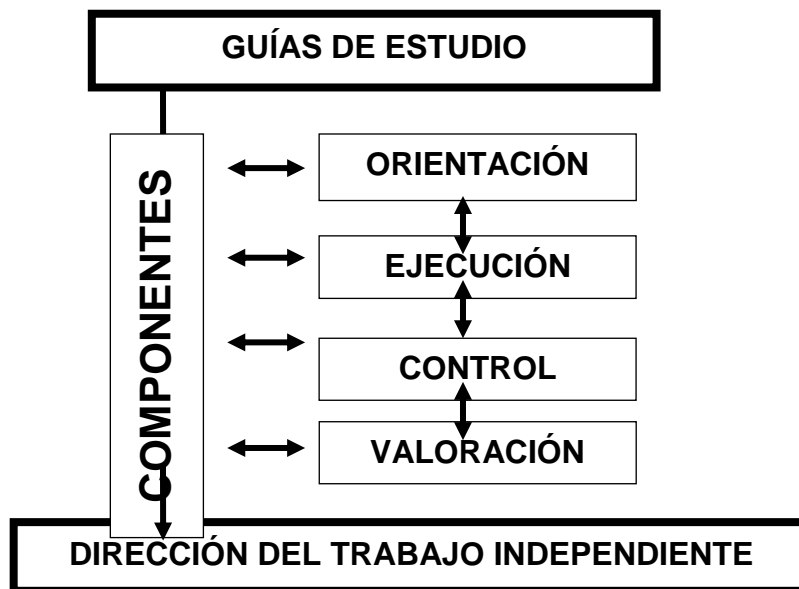 GUÍAS DE ESTUDIO
COMPONENTES
ORIENTACIÓN
EJECUCIÓN
CONTROL
VALORACIÓN
DIRECCIÓN DEL TRABAJO INDEPENDIENTE